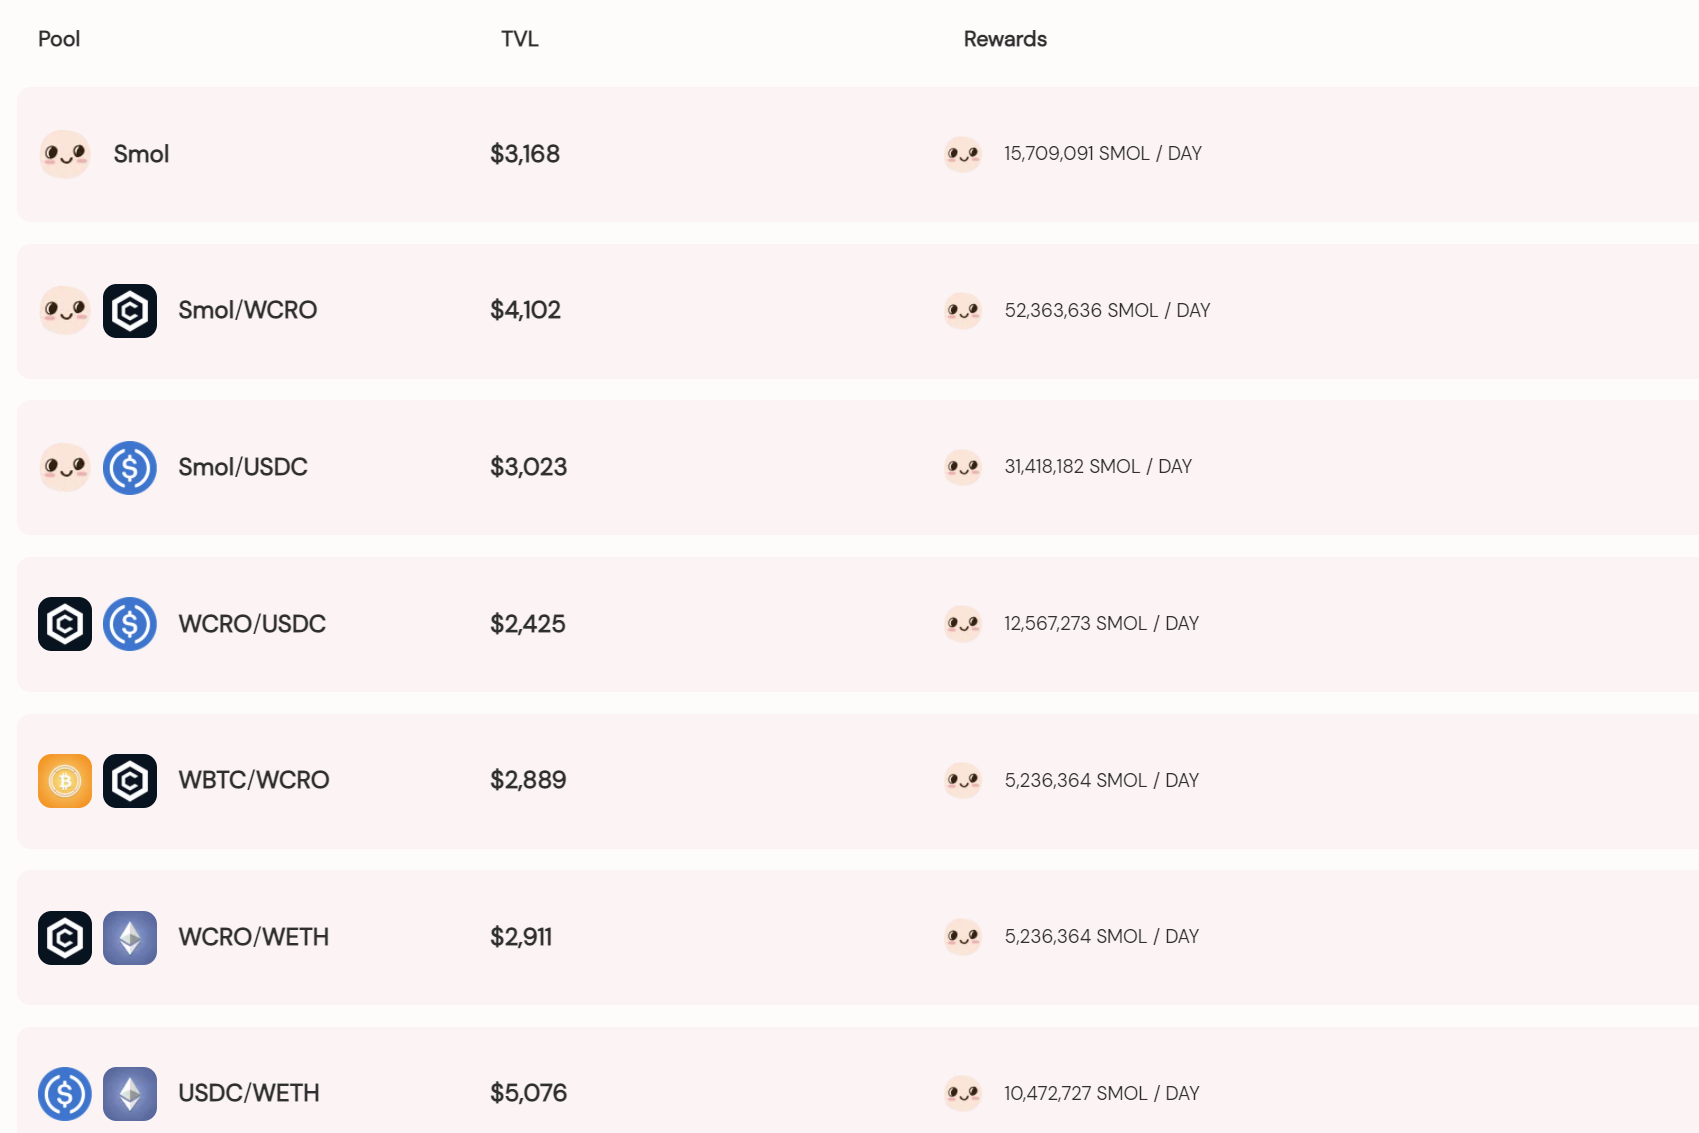 Pool TVL Rewards
Smol $3,168 15,709,091 SMOL / DAY
Smol/WCRO $4,102 52,363,636 SMOL / DAY
Smol/USDC $3,023 31,418,182 SMOL / DAY
WCRO/USDC $2,425 12,567,273 SMOL / DAY
WBTC/WCRO $2,889 5,236,364 SMOL / DAY
WCRO/WETH $2,911 5,236,364 SMOL / DAY
USDC/WETH $5,076 10,472,727 SMOL / DAY